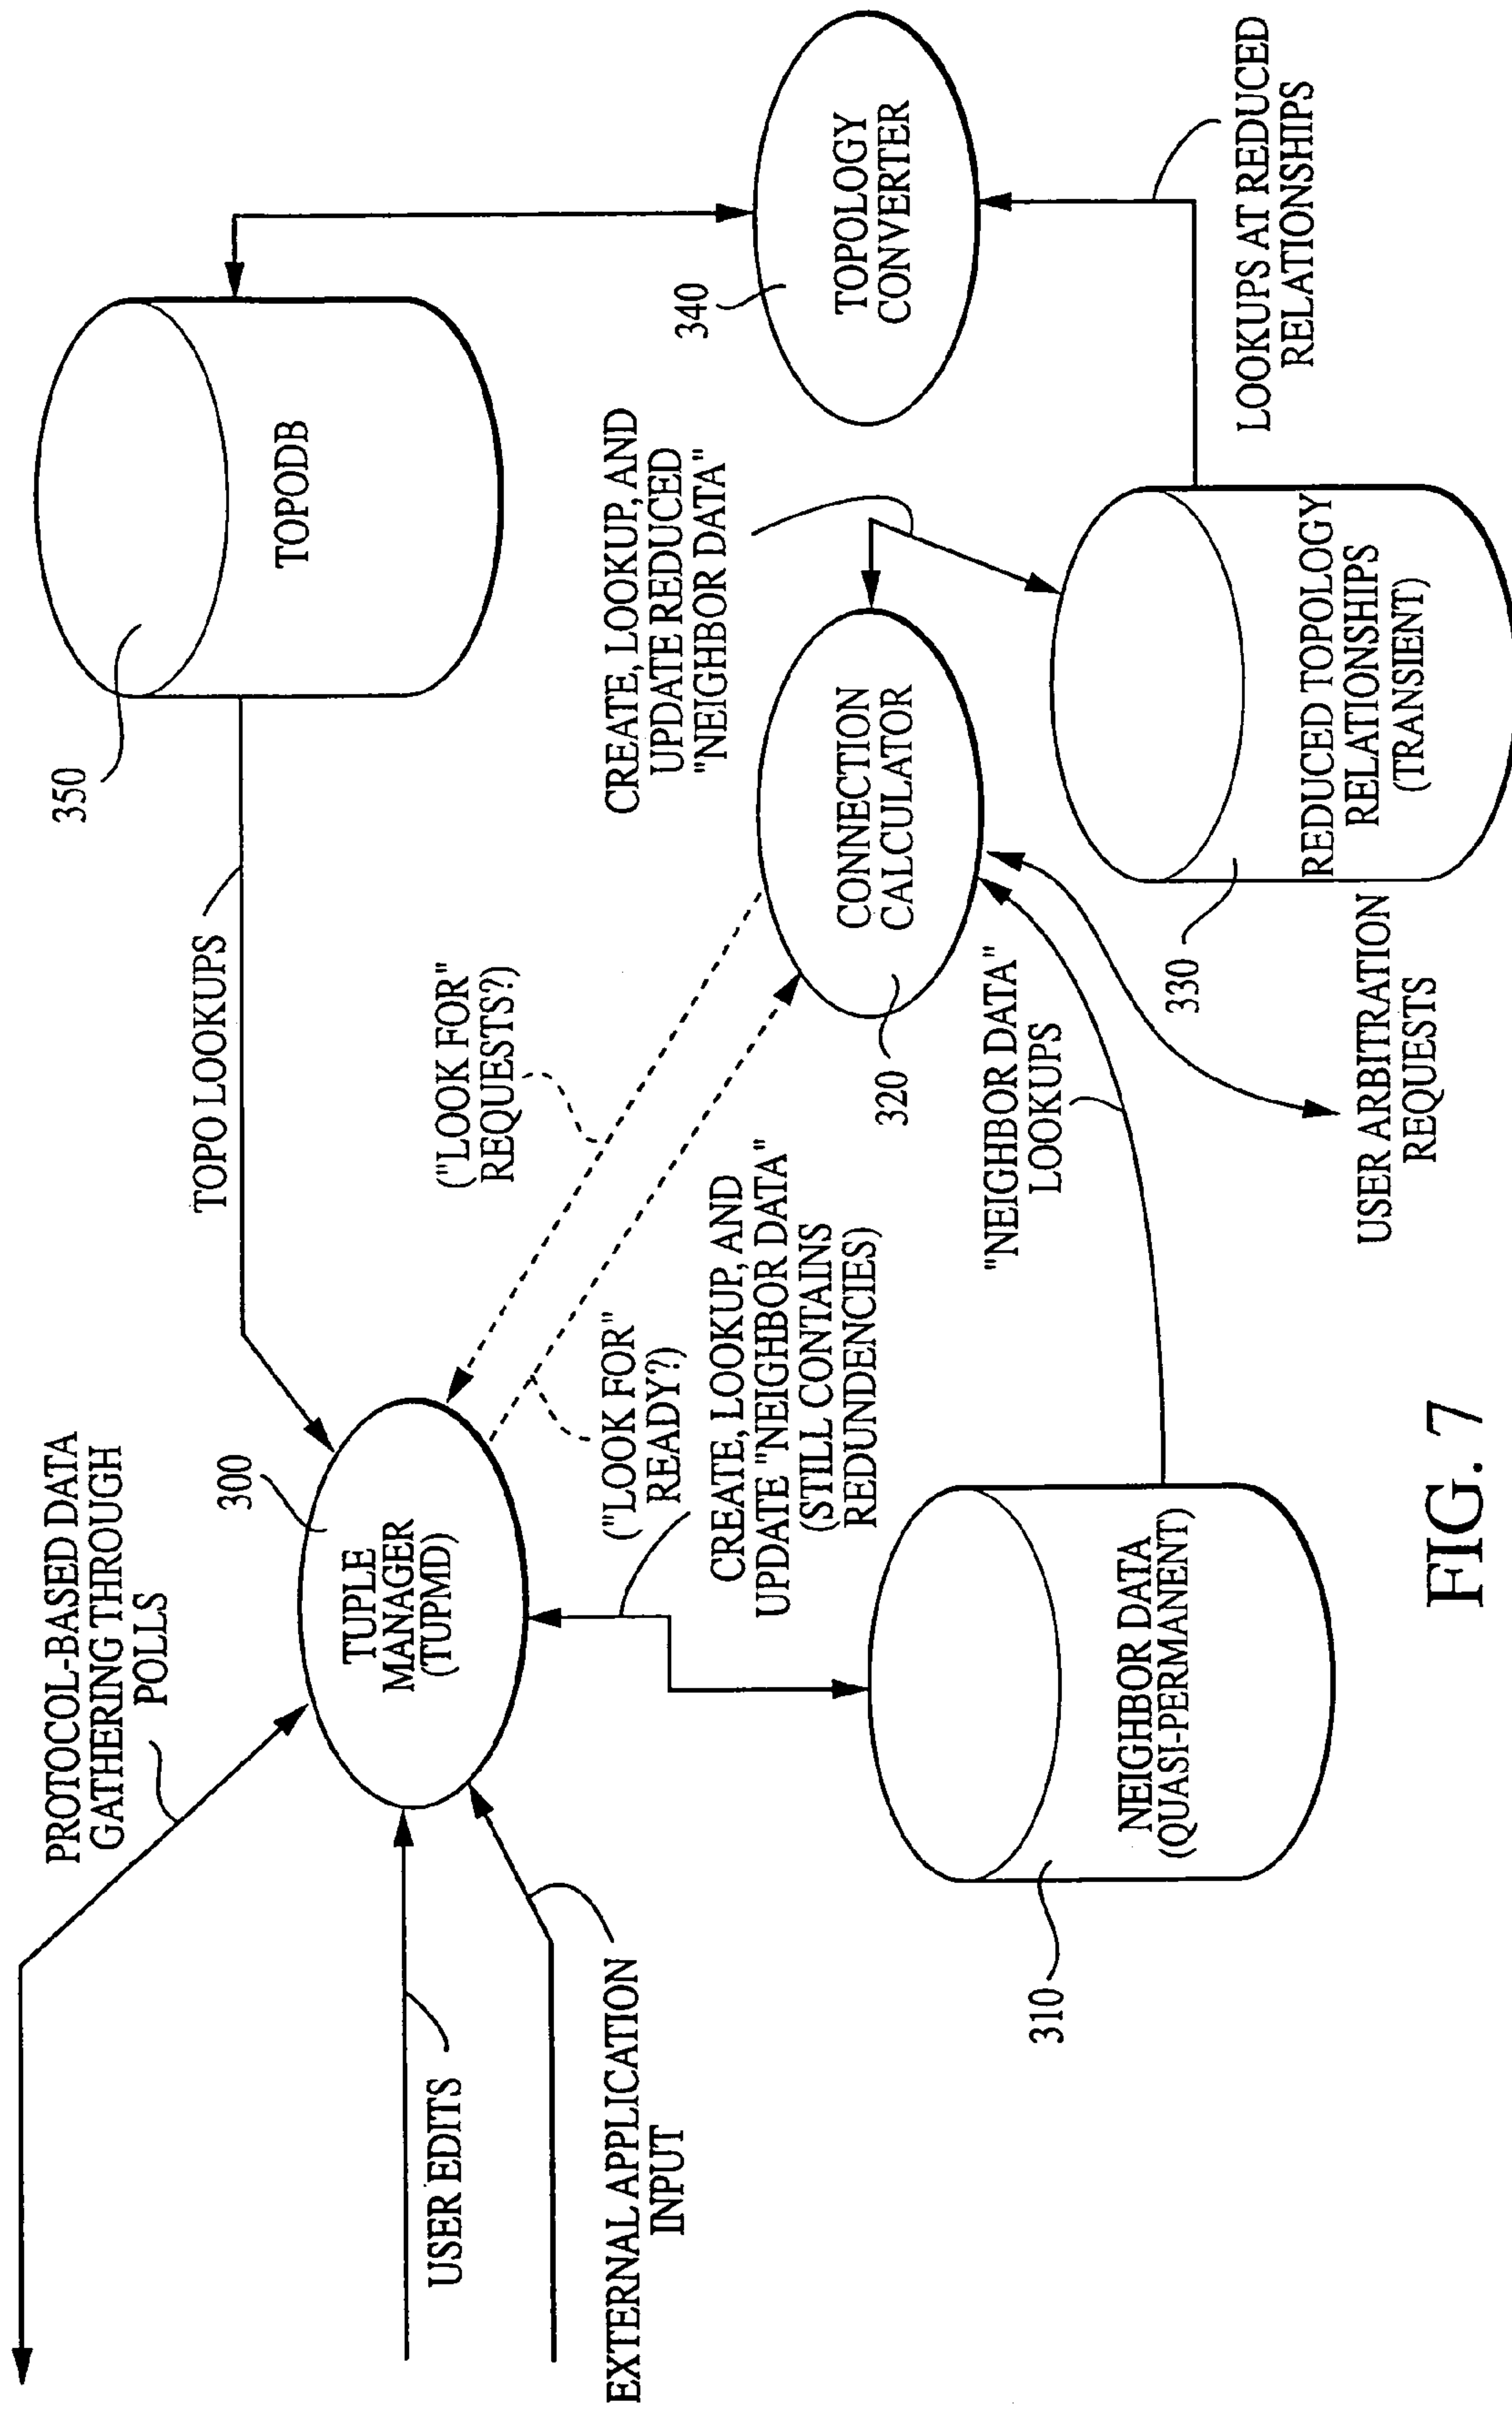 PROTOCOL-BASED DATA
GATHERING THROUGH
POLLS
300
TUPLE
MANAGER
(TUPMD)
USER EDITS
EXTERNAL APPLICATION
INPUT
TOPO LOOKUPS
350
TOPODB
("LOOK FOR"
REQUESTS?)
("LOOK FOR"
READY?)
CREATE, LOOKUP, AND
UPDATE "NEIGHBOR DATA"
(STILL CONTAINS
REDUNDENCIES)
CREATE, LOOKUP, AND
UPDATE REDUCED
"NEIGHBOR DATA"
340
TOPOLOGY
CONVERTER
CONNECTION
CALCULATOR
320
"NEIGHBOR DATA"
LOOKUPS
310
NEIGHBOR DATA
(QUASI-PERMANENT)
330
REDUCED TOPOLOGY
RELATIONSHIPS
(TRANSIENT)
LOOKUPS AT REDUCED
RELATIONSHIPS
USER ARBITRATION
REQUESTS
FIG. 7